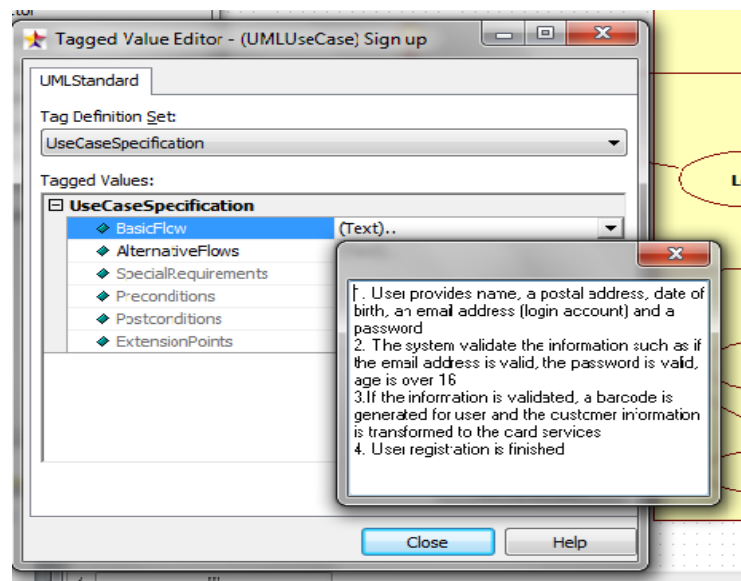 Tagged Value Editor - (UMLUseCase) Sign up
UMLStandard
Tag Definition Set:
UseCaseSpecification
Tagged Values:
UseCaseSpecification
BasicFlow (Text)..
AlternativeFlows
SpecialRequirements
Preconditions
Postconditions
ExtensionPoints
1. User provides name, a postal address, date of
birth, an email address (login account) and a
password
2. The system validate the information such as if
the email address is valid, the password is valid,
age is over 16
3.If the information is validated, a barcode is
generated for user and the customer information
is transformed to the card services
4. User registration is finished
Close Help